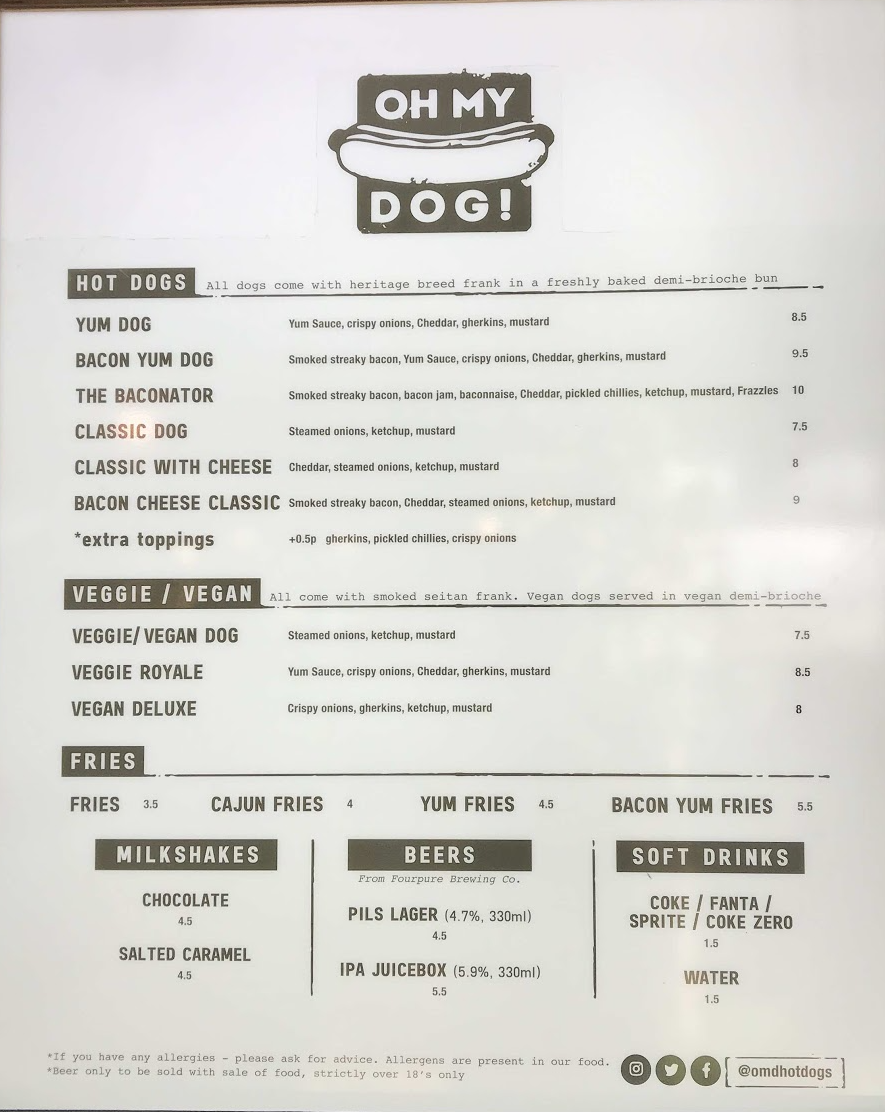 OH MY
DOG!
HOT DOGS All dogs come with heritage breed frank in a freshly baked demi-brioche bun
YUM DOG Yum Sauce, crispy onions, Cheddar, gherkins, mustard 8.5
BACON YUM DOG Smoked streaky bacon, Yum Sauce, crispy onions, Cheddar, gherkins, mustard 9.5
THE BACONATOR Smoked streaky bacon, bacon jam, baconnaise, Cheddar, pickled chillies, ketchup, mustard, Frazzles 10
CLASSIC DOG Steamed onions, ketchup, mustard 7.5
CLASSIC WITH CHEESE Cheddar, steamed onions, ketchup, mustard 8
BACON CHEESE CLASSIC Smoked streaky bacon, Cheddar, steamed onions, ketchup, mustard 9
*extra toppings +0.5p gherkins, pickled chillies, crispy onions
VEGGIE / VEGAN All come with smoked seitan frank. Vegan dogs served in vegan demi-brioche
VEGGIE/VEGAN DOG Steamed onions, ketchup, mustard 7.5
VEGGIE ROYALE Yum Sauce, crispy onions, Cheddar, gherkins, mustard 8.5
VEGAN DELUXE Crispy onions, gherkins, ketchup, mustard 8
FRIES
FRIES 3.5 CAJUN FRIES 4 YUM FRIES 4.5 BACON YUM FRIES 5.5
MILKSHAKES
CHOCOLATE
4.5
SALTED CARAMEL
4.5
BEERS
From Fourpure Brewing Co.
PILS LAGER (4.7%, 330ml)
4.5
IPA JUICEBOX (5.9%, 330ml)
5.5
SOFT DRINKS
COKE / FANTA /
SPRITE / COKE ZERO
1.5
WATER
1.5
*If you have any allergies - please ask for advice. Allergens are present in our food.
*Beer only to be sold with sale of food, strictly over 18's only
@omdhotdogs